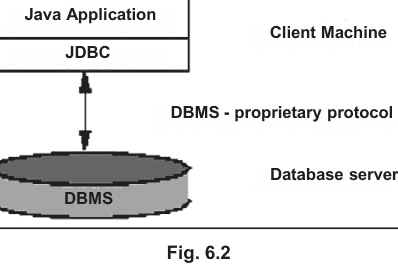 Java Application
Client Machine
JDBC
DBMS - proprietary protocol
Database server
DBMS
Fig. 6.2